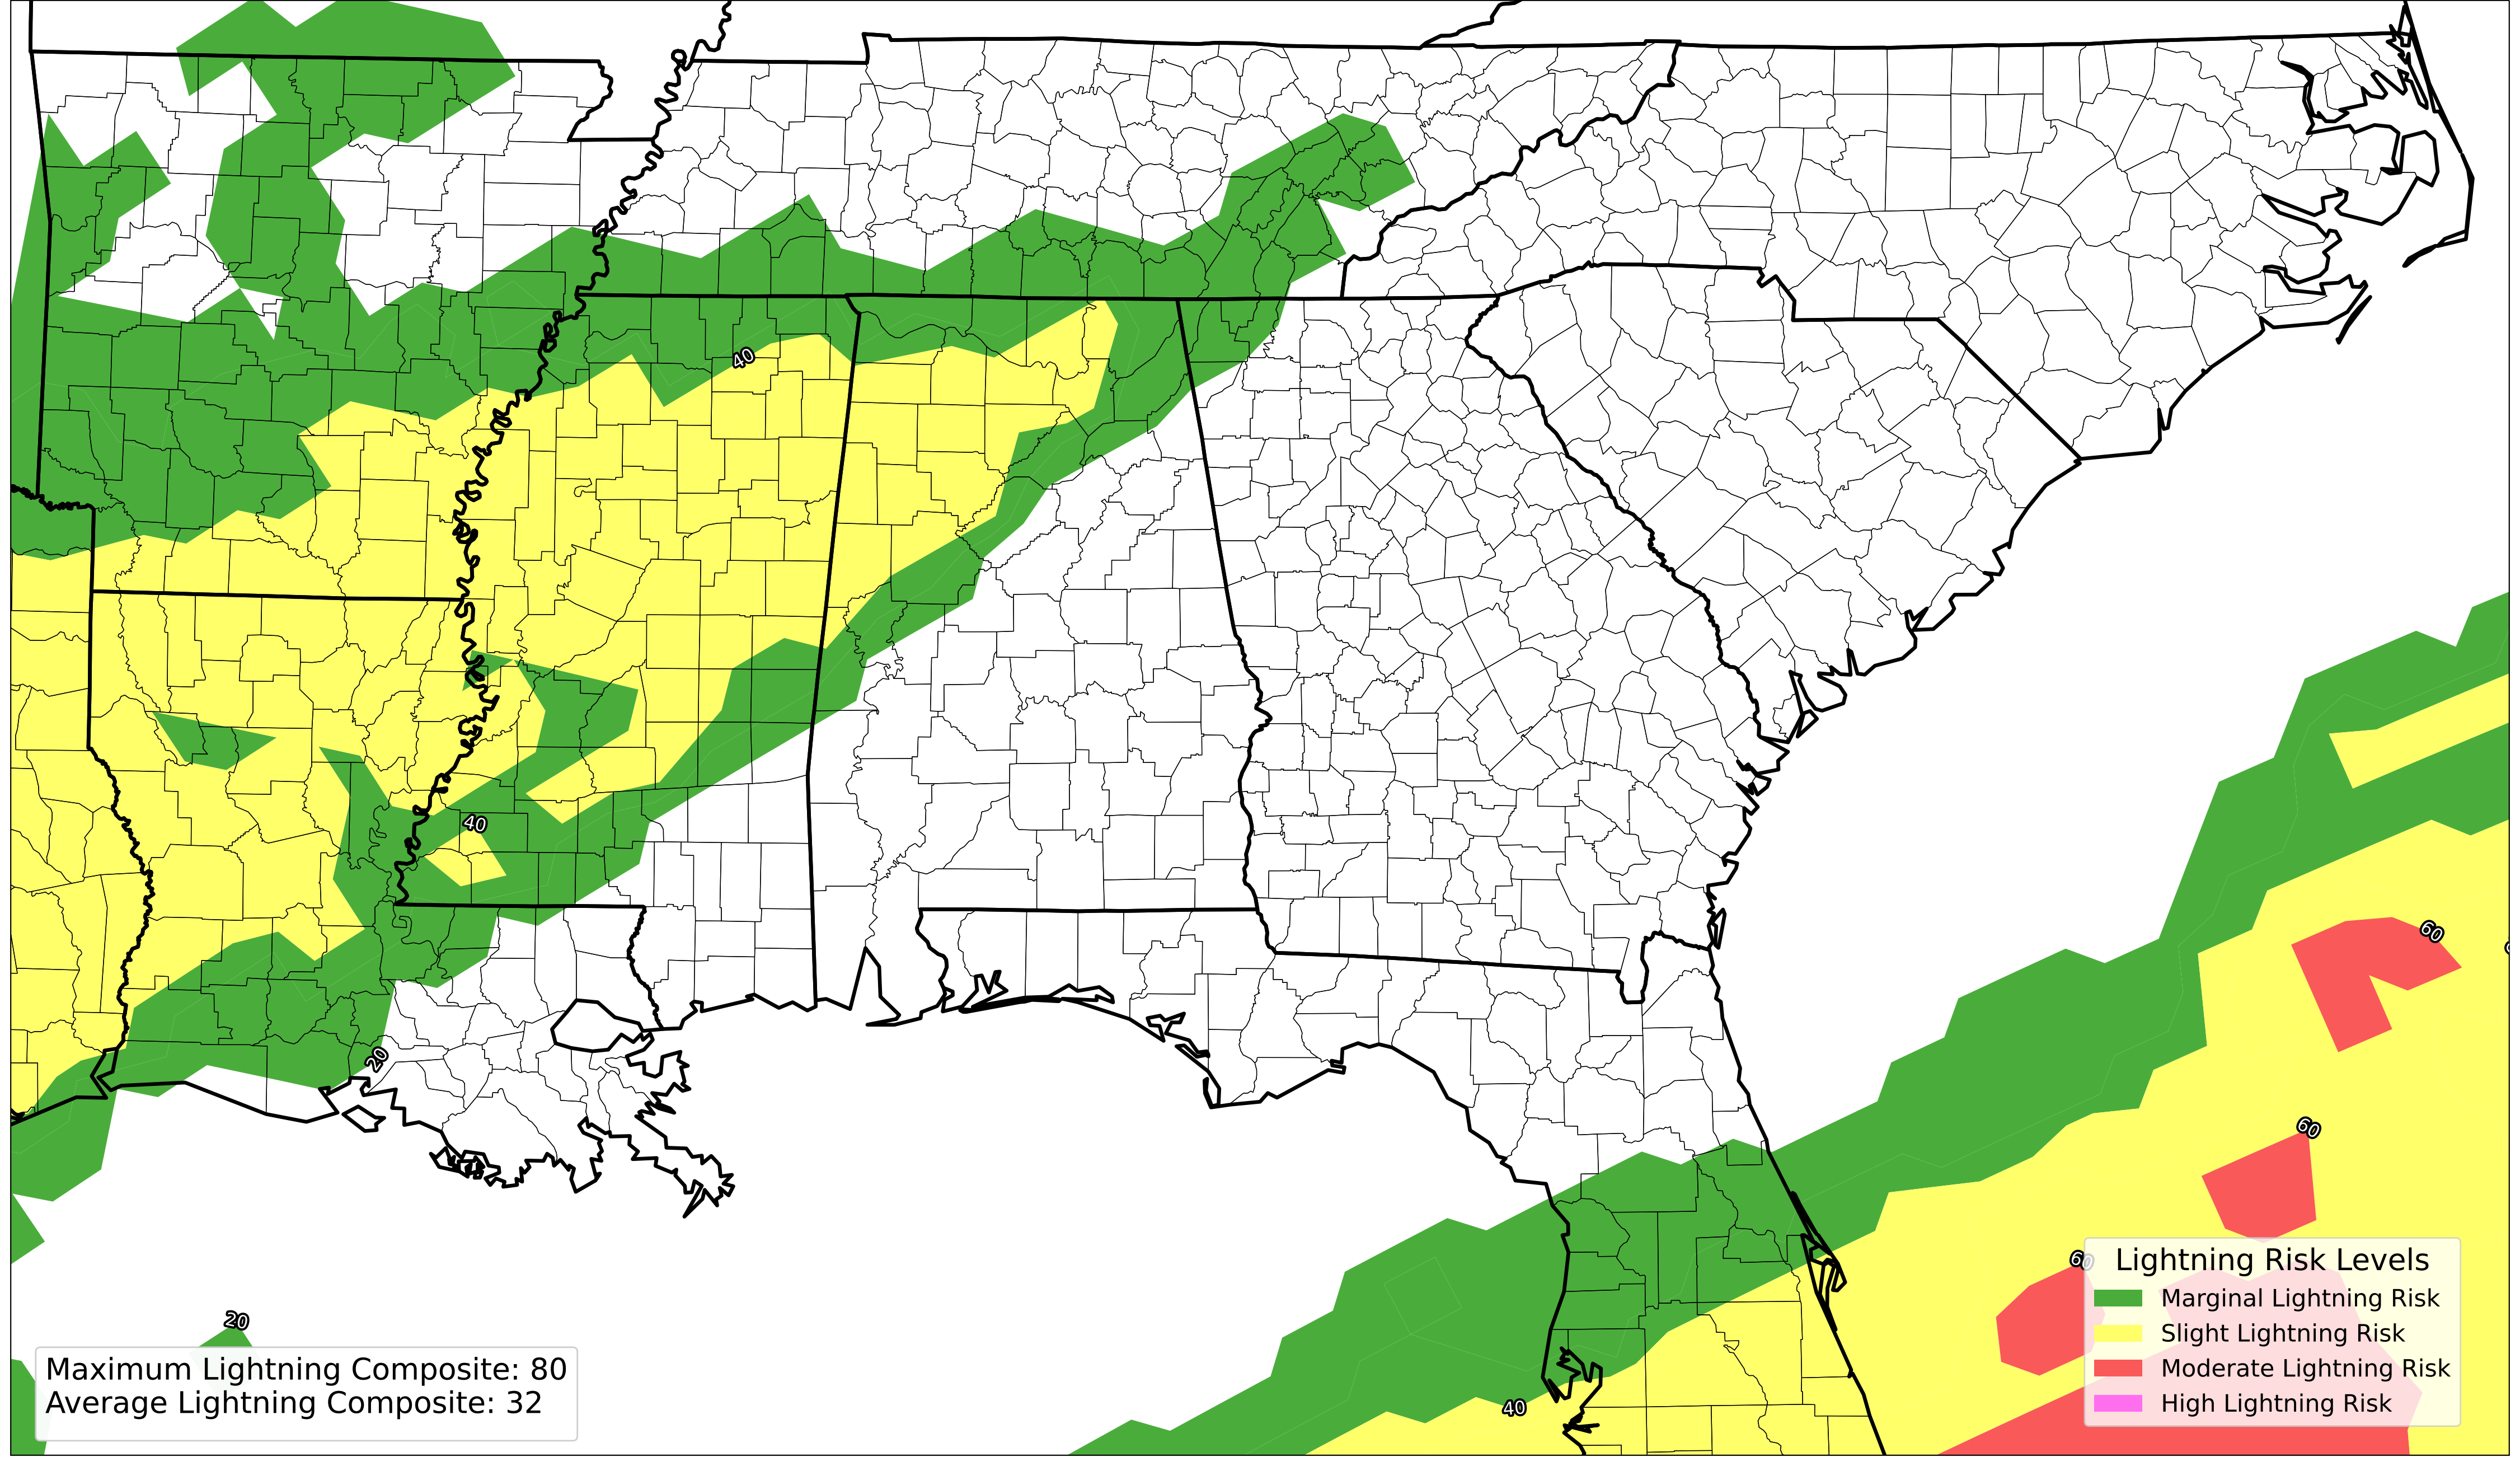 40
40
60
20
60
60
20
40
Maximum Lightning Composite: 80
Average Lightning Composite: 32
Lightning Risk Levels
Marginal Lightning Risk
Slight Lightning Risk
Moderate Lightning Risk
High Lightning Risk